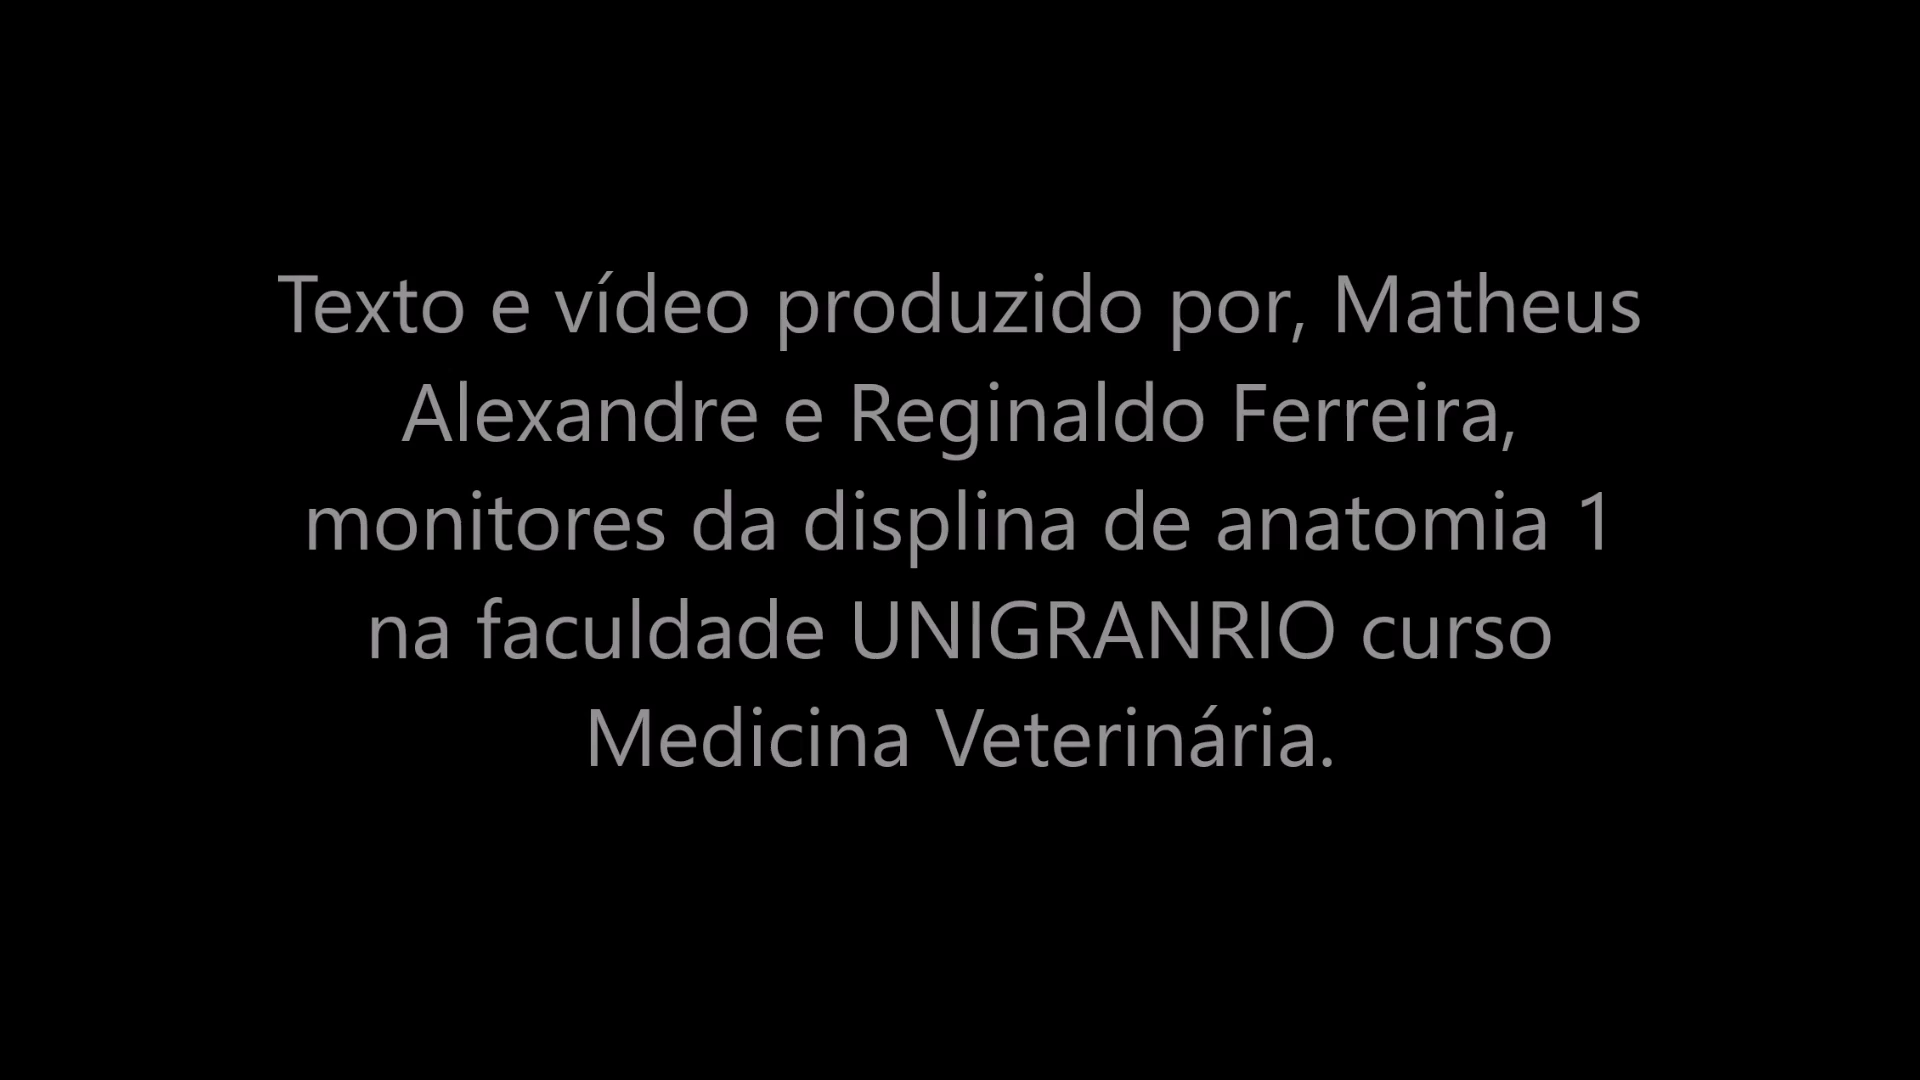 Texto e vídeo produzido por, Matheus
Alexandre e Reginaldo Ferreira,
monitores da displina de anatomia 1
na faculdade UNIGRANRIO curso
Medicina Veterinária.